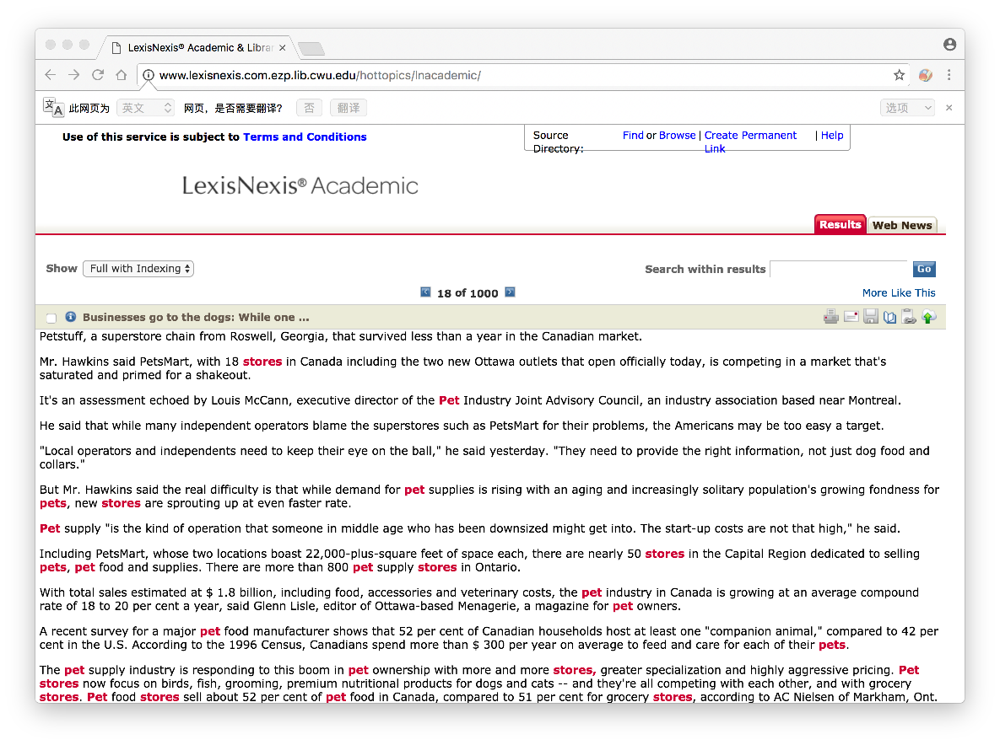 LexisNexis® Academic & Libra
www.lexisnexis.com.ezp.lib.cwu.edu/hottopics/lnacademic/
此网页为 英文 网页，是否需要翻译？ 否 翻译 选项
Use of this service is subject to Terms and Conditions
Source Directory: Find or Browse | Create Permanent Link | Help
LexisNexis® Academic
Results Web News
Show Full with Indexing Search within results Go
18 of 1000 More Like This
Businesses go to the dogs: While one ...
Petstuff, a superstore chain from Roswell, Georgia, that survived less than a year in the Canadian market.
Mr. Hawkins said PetsMart, with 18 stores in Canada including the two new Ottawa outlets that open officially today, is competing in a market that's
saturated and primed for a shakeout.
It's an assessment echoed by Louis McCann, executive director of the Pet Industry Joint Advisory Council, an industry association based near Montreal.
He said that while many independent operators blame the superstores such as PetsMart for their problems, the Americans may be too easy a target.
"Local operators and independents need to keep their eye on the ball," he said yesterday. "They need to provide the right information, not just dog food and
collars."
But Mr. Hawkins said the real difficulty is that while demand for pet supplies is rising with an aging and increasingly solitary population's growing fondness for
pets, new stores are sprouting up at even faster rate.
Pet supply "is the kind of operation that someone in middle age who has been downsized might get into. The start-up costs are not that high," he said.
Including PetsMart, whose two locations boast 22,000-plus-square feet of space each, there are nearly 50 stores in the Capital Region dedicated to selling
pets, pet food and supplies. There are more than 800 pet supply stores in Ontario.
With total sales estimated at $ 1.8 billion, including food, accessories and veterinary costs, the pet industry in Canada is growing at an average compound
rate of 18 to 20 per cent a year, said Glenn Lisle, editor of Ottawa-based Menagerie, a magazine for pet owners.
A recent survey for a major pet food manufacturer shows that 52 per cent of Canadian households host at least one "companion animal," compared to 42 per
cent in the U.S. According to the 1996 Census, Canadians spend more than $ 300 per year on average to feed and care for each of their pets.
The pet supply industry is responding to this boom in pet ownership with more and more stores, greater specialization and highly aggressive pricing. Pet
stores now focus on birds, fish, grooming, premium nutritional products for dogs and cats -- and they're all competing with each other, and with grocery
stores. Pet food stores sell about 52 per cent of pet food in Canada, compared to 51 per cent for grocery stores, according to AC Nielsen of Markham, Ont.